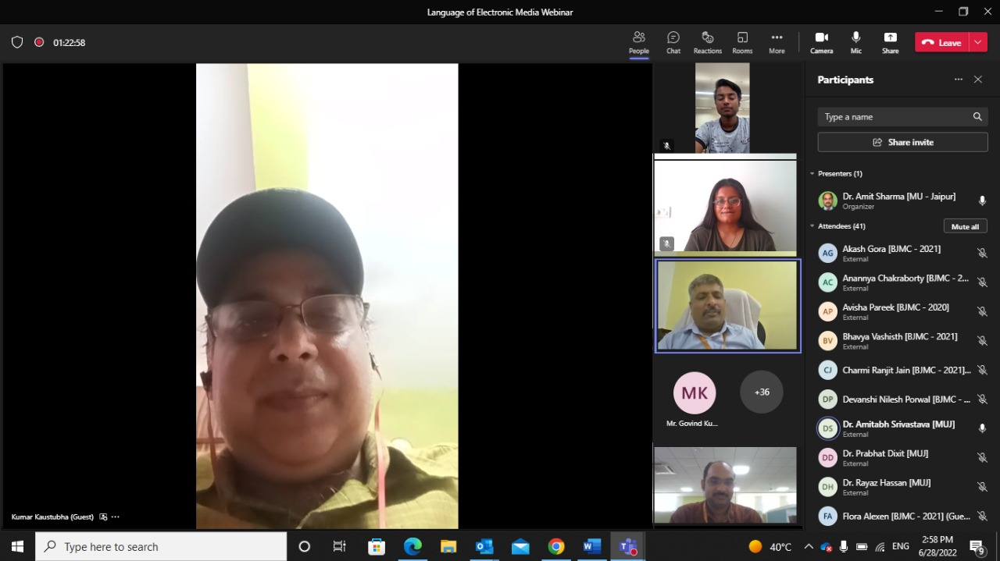 Language of Electronic Media Webinar
01:22:58
People
Chat
Reactions
Rooms
More
Camera
Mic
Share
Leave
Kumar Kaustubha (Guest)
MK
Mr. Govind Ku...
+36
Participants
Type a name
Share invite
Presenters (1)
Dr. Amit Sharma [MU - Jaipur]
Organizer
Attendees (41)
Mute all
AG
Akash Gora [BJMC - 2021]
External
AC
Anannya Chakraborty [BJMC - 2...
External
AP
Avisha Pareek [BJMC - 2020]
External
BV
Bhavya Vashisth [BJMC - 2021]
External
CJ
Charmi Ranjit Jain [BJMC - 2021]...
DP
Devanshi Nilesh Porwal [BJMC - ...
DS
Dr. Amitabh Srivastava [MUJ]
External
DD
Dr. Prabhat Dixit [MUJ]
External
DH
Dr. Rayaz Hassan [MUJ]
External
FA
Flora Alexen [BJMC - 2021] (Gue...
Type here to search
40°C
ENG
2:58 PM
6/28/2022
9